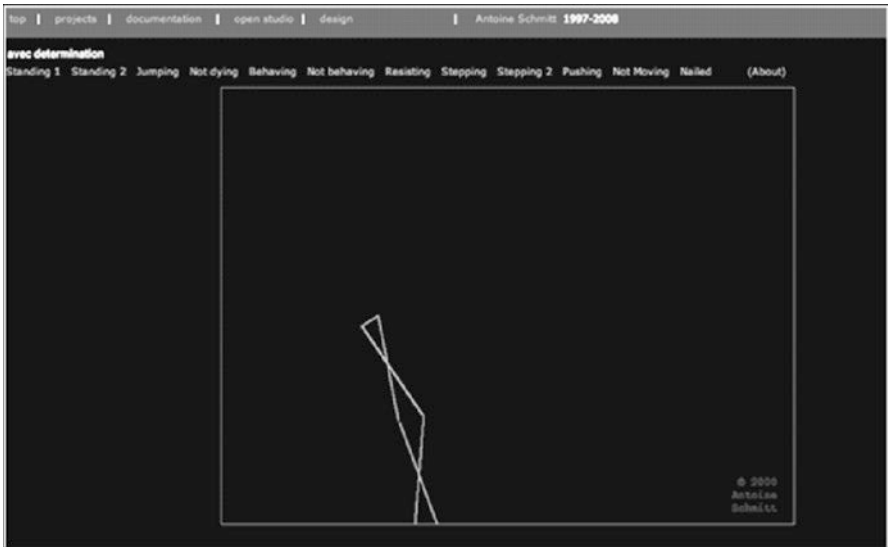 top | projects | documentation | open studio | design | Antoine Schmitt 1997-2008
avec determination
Standing 1 Standing 2 Jumping Not dying Behaving Not behaving Resisting Stepping Stepping 2 Pushing Not Moving Nailed (About)
© 2000
Antoine
Schmitt